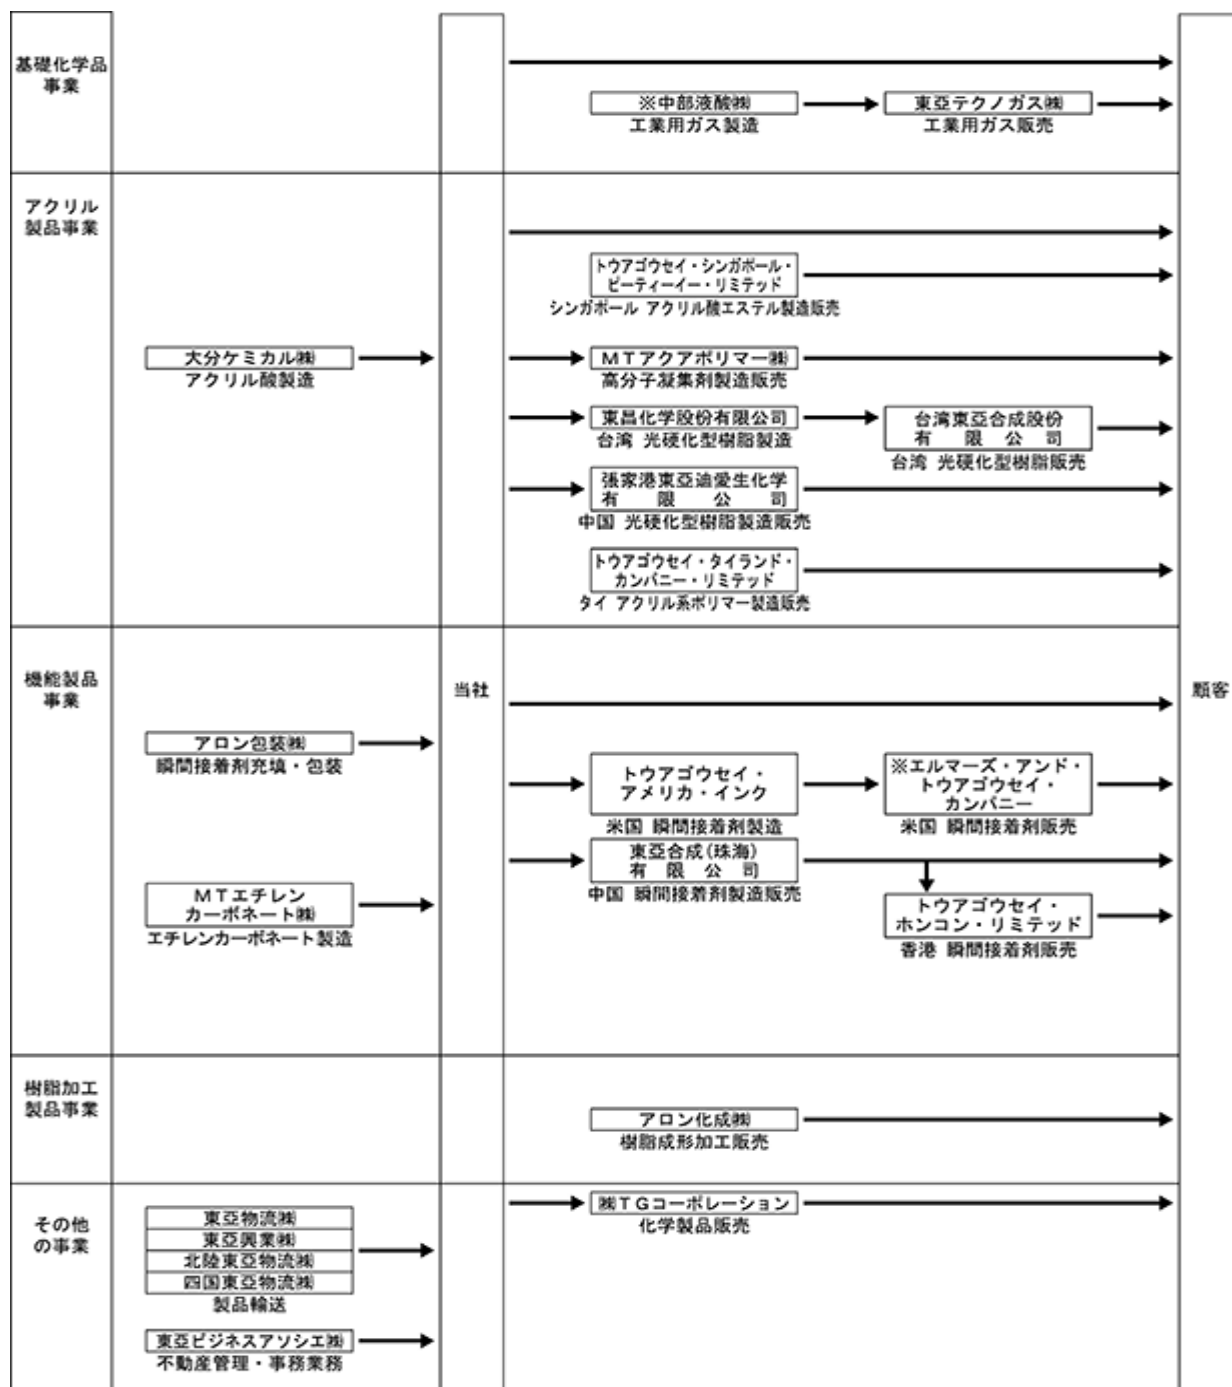 基礎化学品
事業
※中部液酸㈱
工業用ガス製造
東亞テクノガス㈱
工業用ガス販売
アクリル
製品事業
トウアゴウセイ・シンガポール・
ピーティーイー・リミテッド
シンガポール アクリル酸エステル製造販売
大分ケミカル㈱
アクリル酸製造
MTアクアポリマー㈱
高分子凝集剤製造販売
東昌化学股份有限公司
台湾 光硬化型樹脂製造
台湾東亞合成股份
有限公司
台湾 光硬化型樹脂販売
張家港東亞迪愛生化学
有限公司
中国 光硬化型樹脂製造販売
トウアゴウセイ・タイランド・
カンパニー・リミテッド
タイ アクリル系ポリマー製造販売
機能製品
事業
当社
顧客
アロン包装㈱
瞬間接着剤充填・包装
トウアゴウセイ・
アメリカ・インク
米国 瞬間接着剤製造
※エルマーズ・アンド・
トウアゴウセイ・
カンパニー
米国 瞬間接着剤販売
東亞合成(珠海)
有限公司
中国 瞬間接着剤製造販売
MTエチレン
カーボネート㈱
エチレンカーボネート製造
トウアゴウセイ・
ホンコン・リミテッド
香港 瞬間接着剤販売
樹脂加工
製品事業
アロン化成㈱
樹脂成形加工販売
その他
の事業
㈱TGコーポレーション
化学製品販売
東亞物流㈱
東亞興業㈱
北陸東亞物流㈱
四国東亞物流㈱
製品輸送
東亞ビジネスアソシエ㈱
不動産管理・事務業務